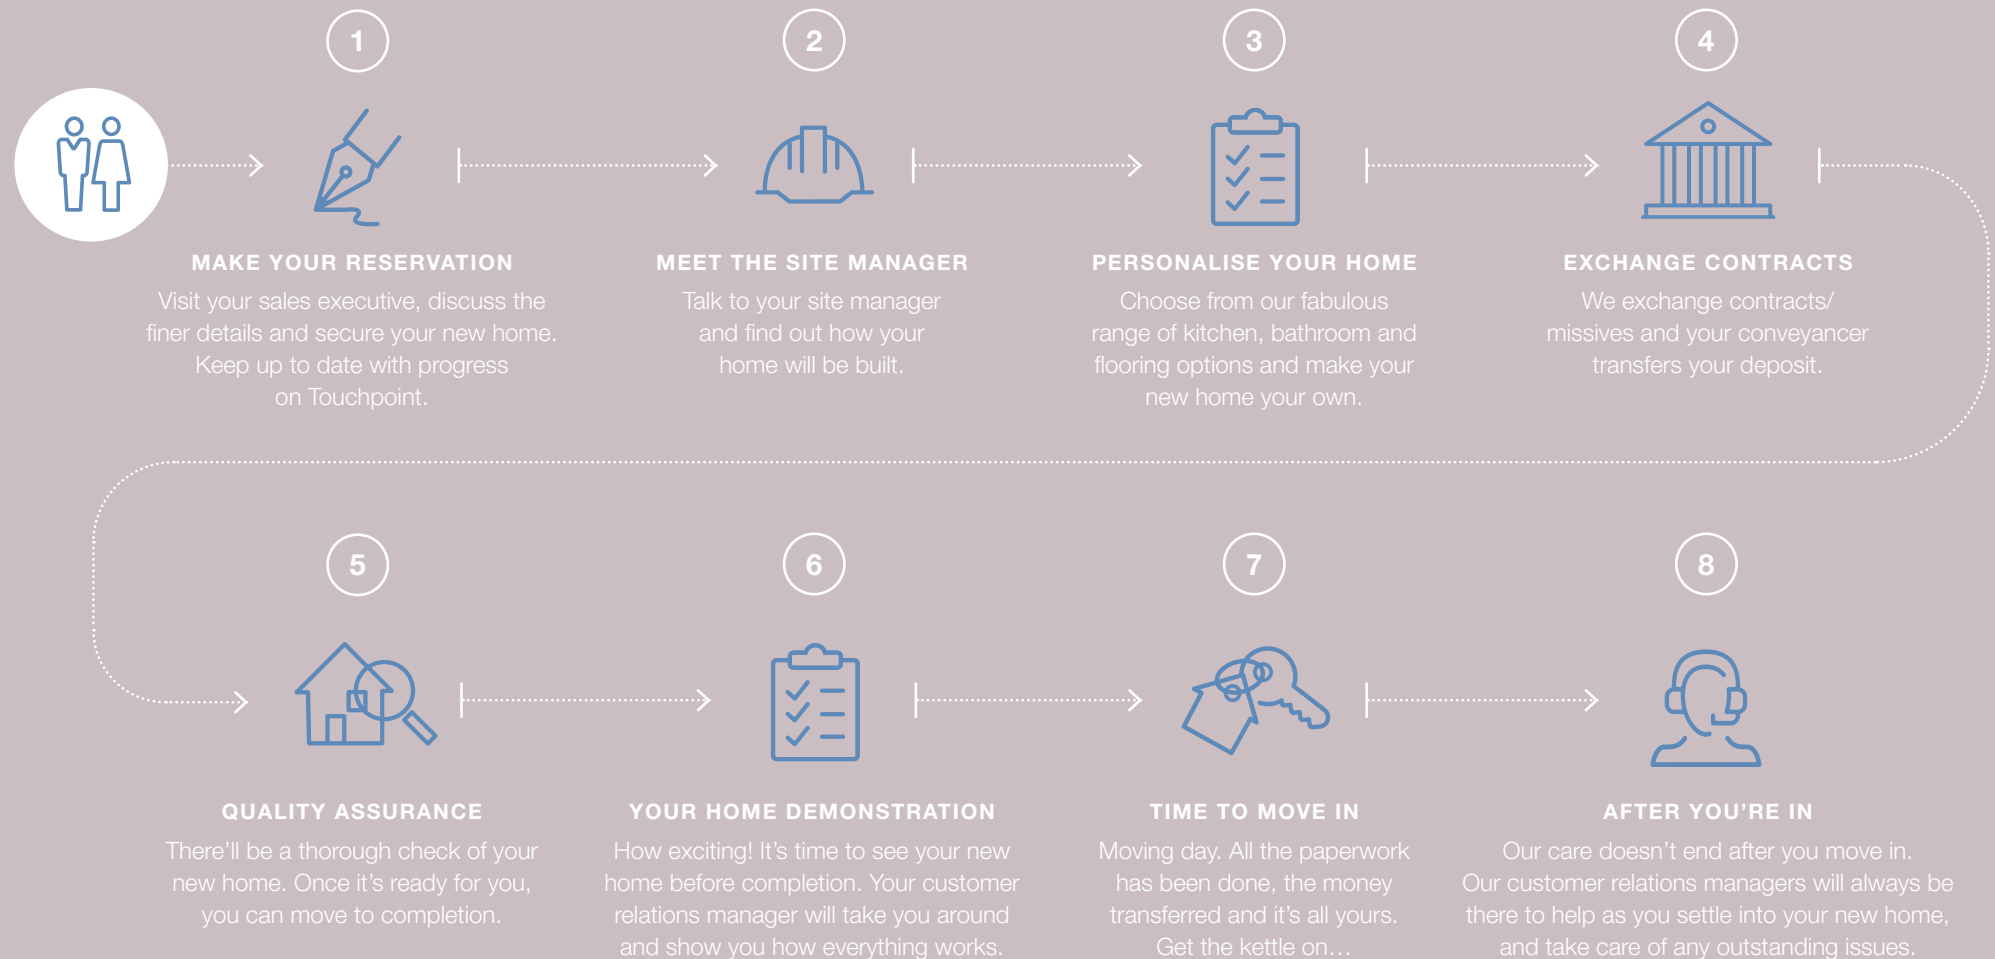 1
MAKE YOUR RESERVATION
Visit your sales executive, discuss the
finer details and secure your new home.
Keep up to date with progress
on Touchpoint.
2
MEET THE SITE MANAGER
Talk to your site manager
and find out how your
home will be built.
3
PERSONALISE YOUR HOME
Choose from our fabulous
range of kitchen, bathroom and
flooring options and make your
new home your own.
4
EXCHANGE CONTRACTS
We exchange contracts/
missives and your conveyancer
transfers your deposit.
5
QUALITY ASSURANCE
There’ll be a thorough check of your
new home. Once it’s ready for you,
you can move to completion.
6
YOUR HOME DEMONSTRATION
How exciting! It’s time to see your new
home before completion. Your customer
relations manager will take you around
and show you how everything works.
7
TIME TO MOVE IN
Moving day. All the paperwork
has been done, the money
transferred and it’s all yours.
Get the kettle on…
8
AFTER YOU’RE IN
Our care doesn’t end after you move in.
Our customer relations managers will always be
there to help as you settle into your new home,
and take care of any outstanding issues.